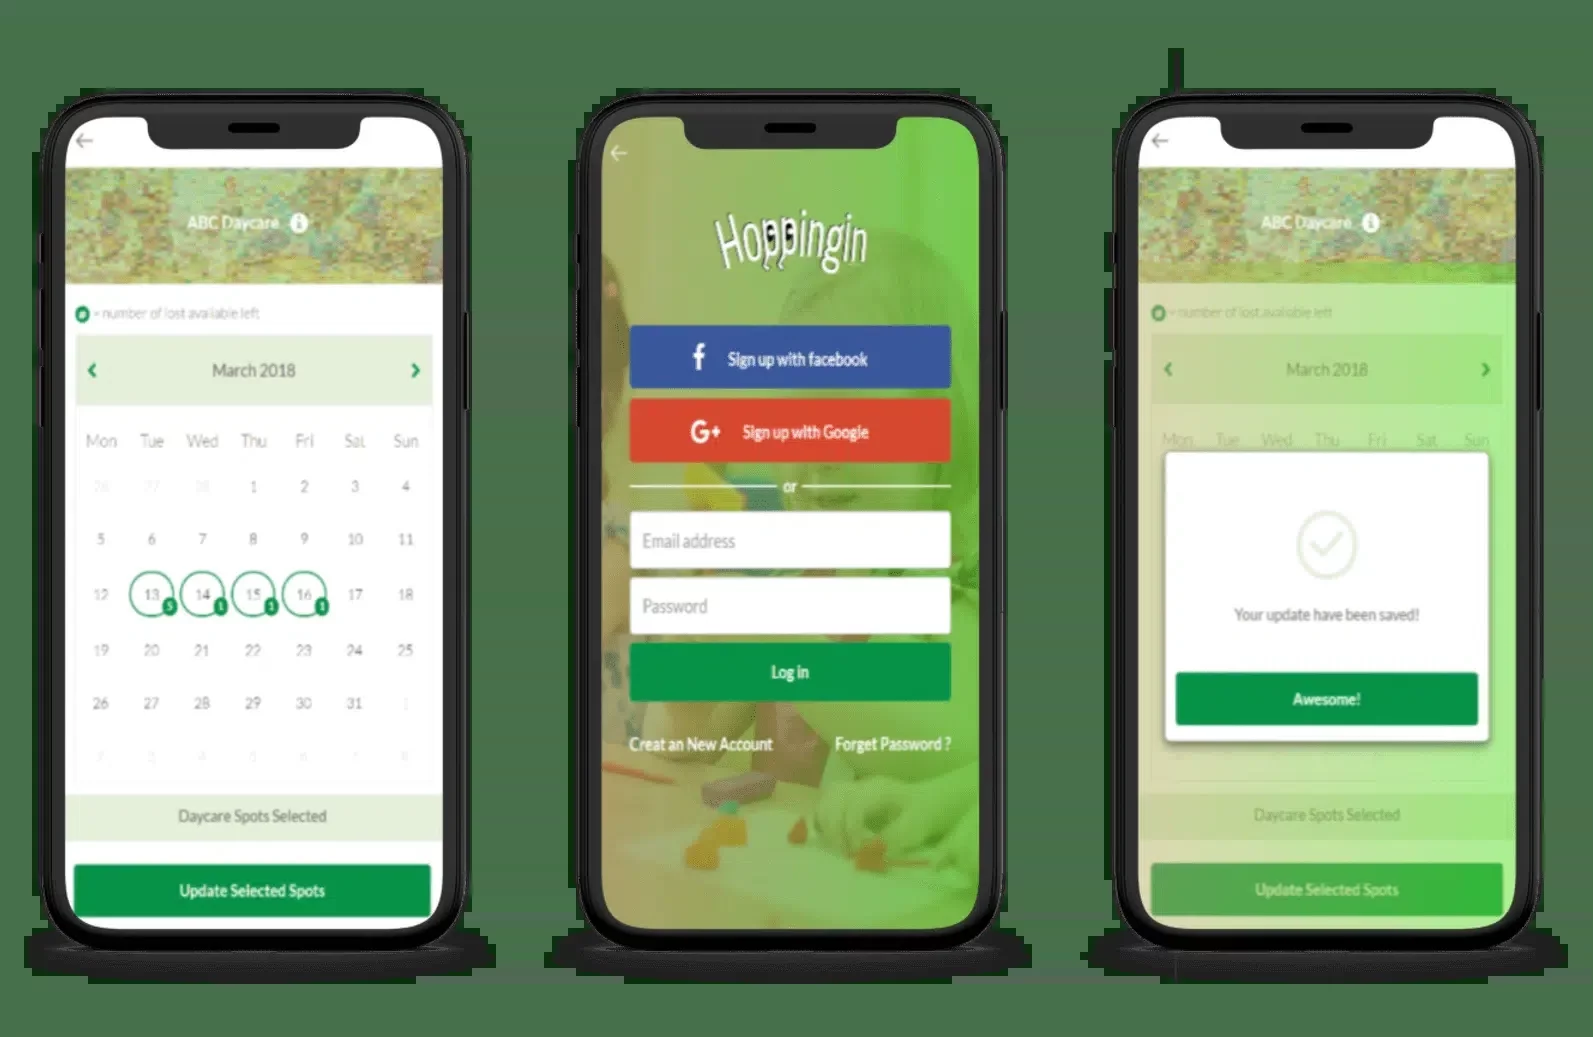 ABC Daycare
= number of lost available left
March 2018
Mon Tue Wed Thu Fri Sat Sun
26 27 28 1 2 3 4
5 6 7 8 9 10 11
12 13 5 14 1 15 1 16 1 17 18
19 20 21 22 23 24 25
26 27 28 29 30 31 1
2 3 4 5 6 7 8
Daycare Spots Selected
Update Selected Spots
Hoppingin
f Sign up with facebook
G+ Sign up with Google
or
Email address
Password
Log in
Creat an New Account Forget Password ?
ABC Daycare
= number of lost available left
March 2018
Mon Tue Wed Thu Fri Sat Sun
Your update have been saved!
Awesome!
Daycare Spots Selected
Update Selected Spots